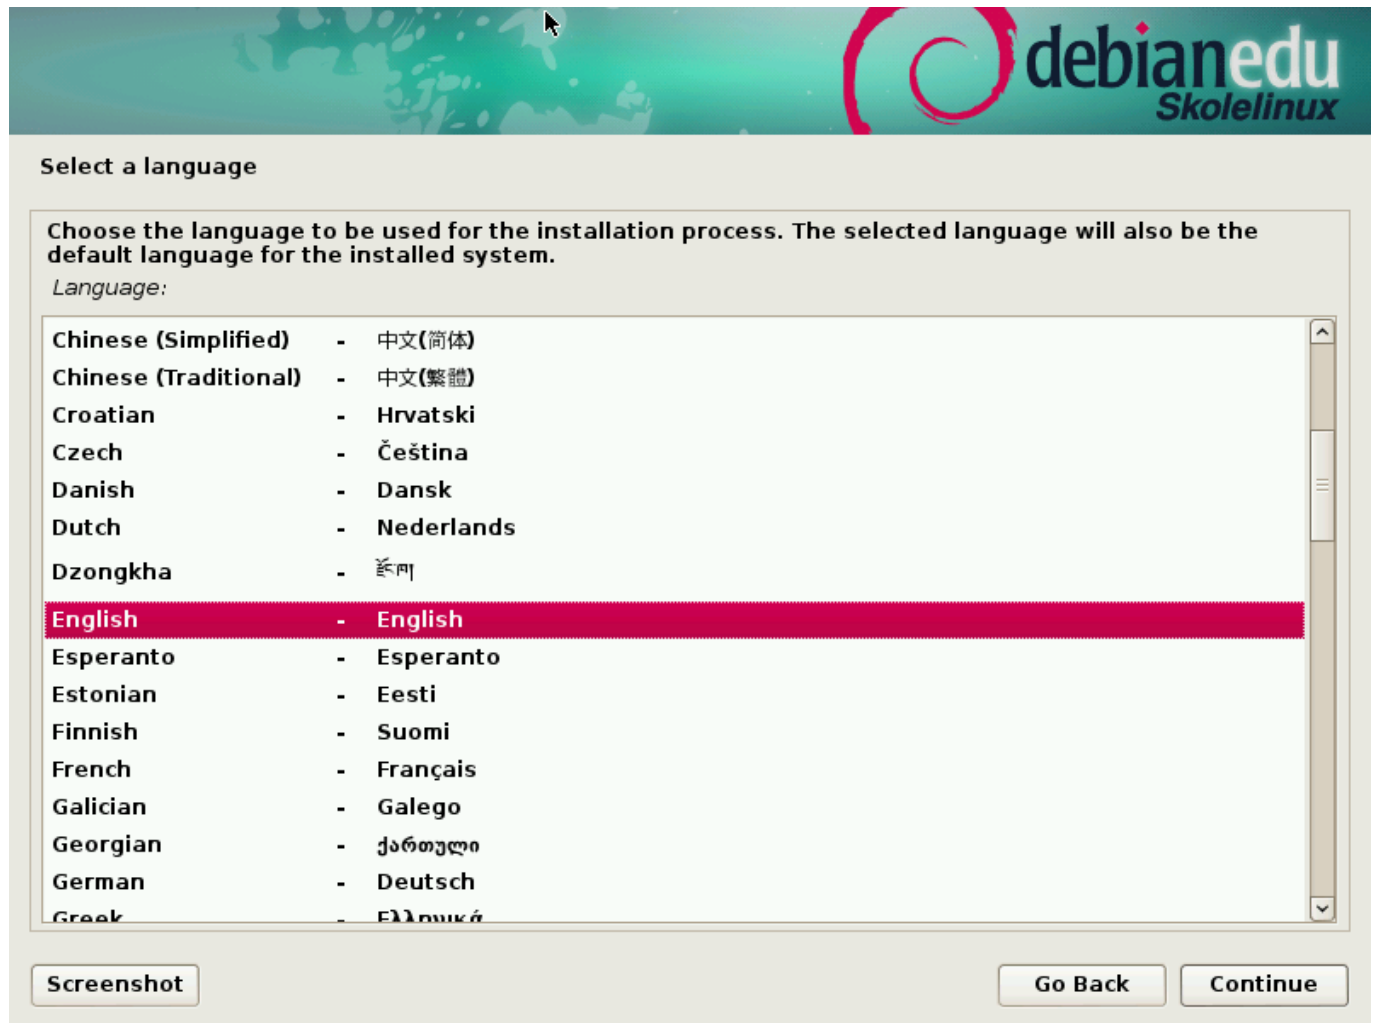 debianedu
Skolelinux
Select a language
Choose the language to be used for the installation process. The selected language will also be the
default language for the installed system.
Language:
Chinese (Simplified) - 中文(简体)
Chinese (Traditional) - 中文(繁體)
Croatian - Hrvatski
Czech - Čeština
Danish - Dansk
Dutch - Nederlands
Dzongkha - རྫོང་ཁ།
English - English
Esperanto - Esperanto
Estonian - Eesti
Finnish - Suomi
French - Français
Galician - Galego
Georgian - ქართული
German - Deutsch
Greek - Ελληνικά
Screenshot Go Back Continue